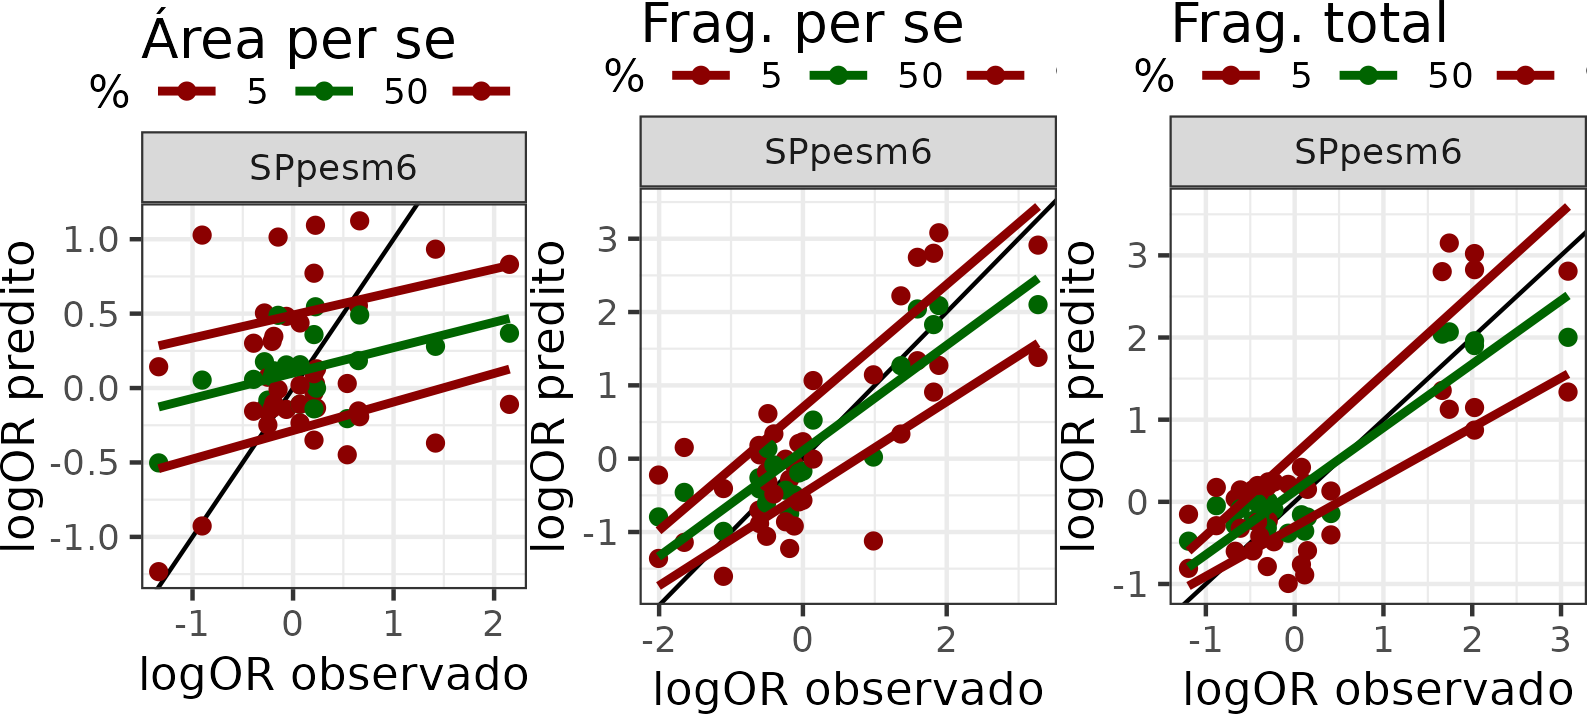 Área per se
% 5 50
SPpesm6
1.0
0.5
0.0
-0.5
-1.0
-1 0 1 2
logOR observado
logOR predito
Frag. per se
% 5 50
SPpesm6
3
2
1
0
-1
-2 0 2
logOR observado
logOR predito
Frag. total
% 5 50
SPpesm6
3
2
1
0
-1
-1 0 1 2 3
logOR observado
logOR predito